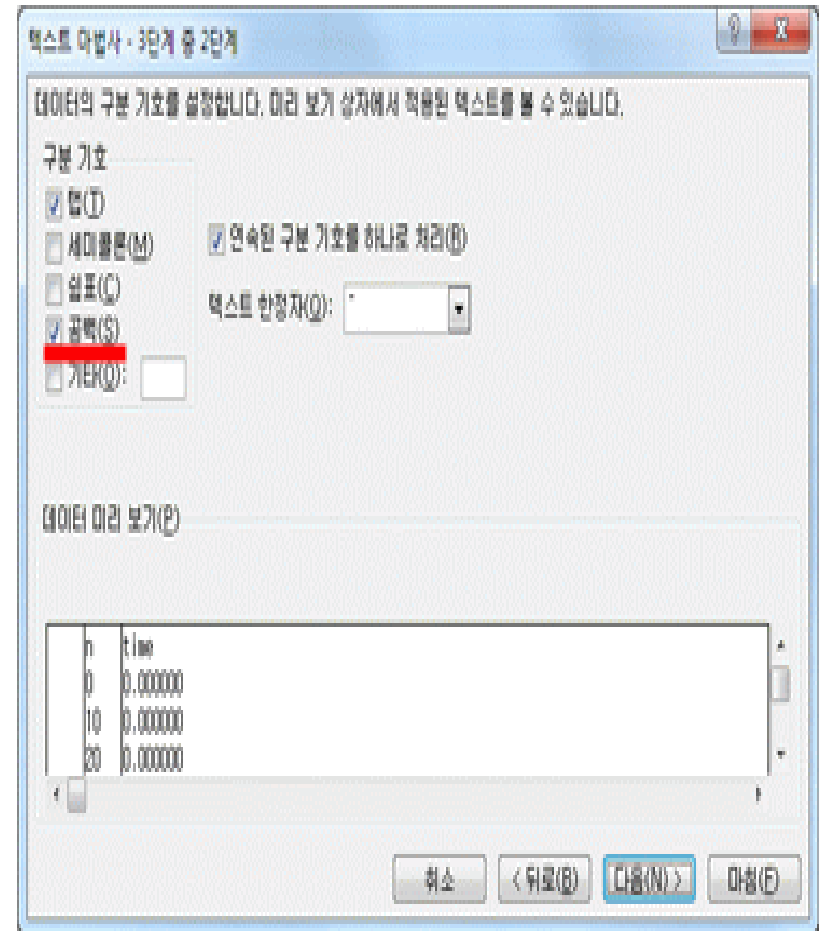 텍스트 마법사 - 3단계 중 2단계
데이터의 구분 기호를 설정합니다. 미리 보기 상자에서 적용된 텍스트를 볼 수 있습니다.
구분 기호
탭(T)
세미콜론(M)
쉼표(C)
공백(S)
기타(O):
연속된 구분 기호를 하나로 처리(R)
텍스트 한정자(Q): "
데이터 미리 보기(P)
n time
0 0.000000
10 0.000000
20 0.000000
취소 < 뒤로(B) 다음(N) > 마침(F)